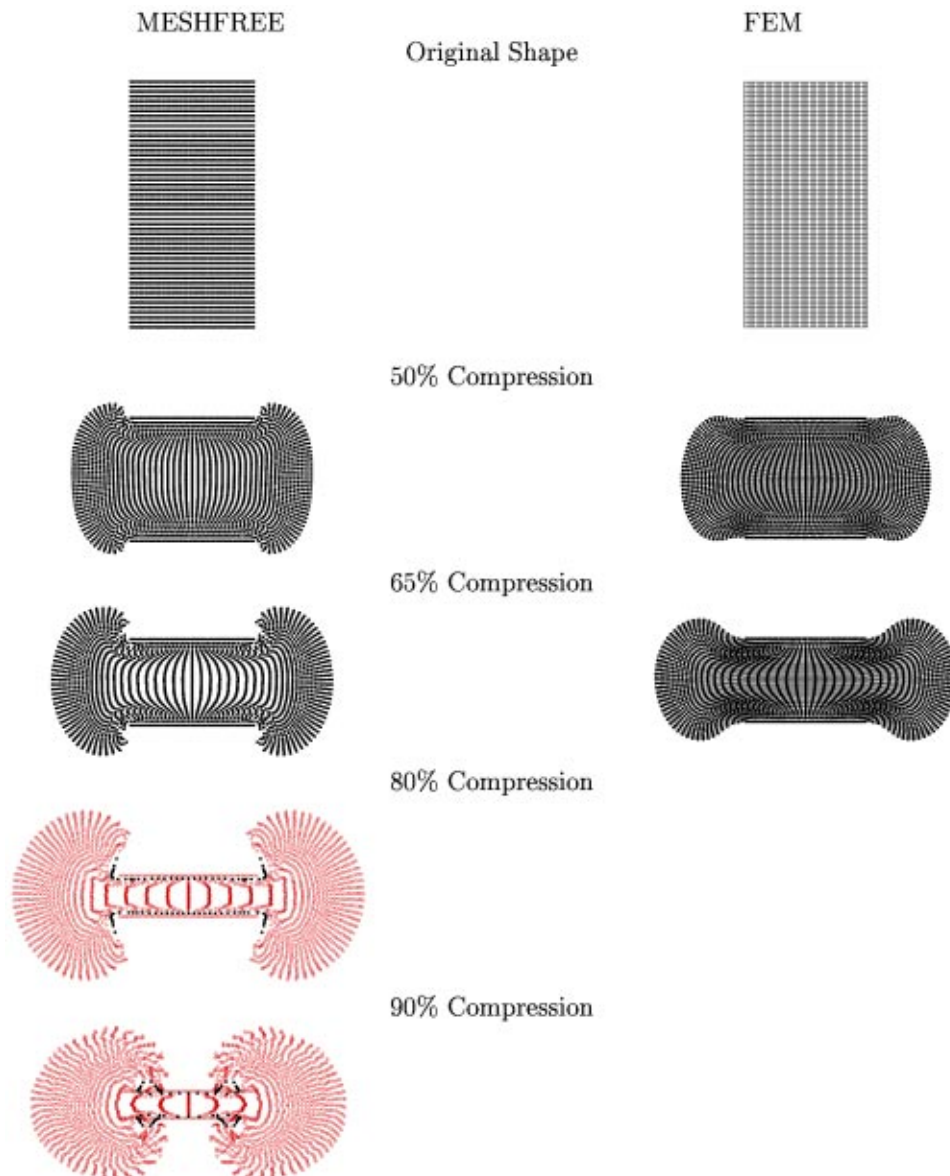 MESHFREE
FEM
Original Shape
50% Compression
65% Compression
80% Compression
90% Compression